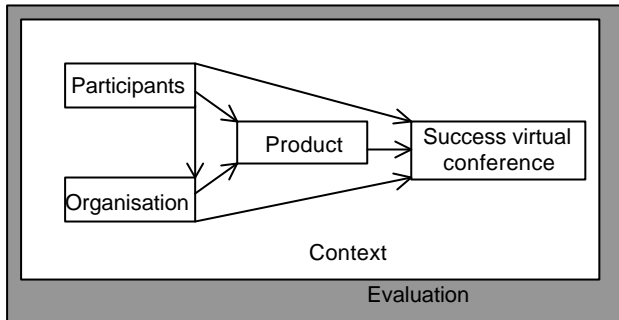 Participants
Product
Success virtual
conference
Organisation
Context
Evaluation